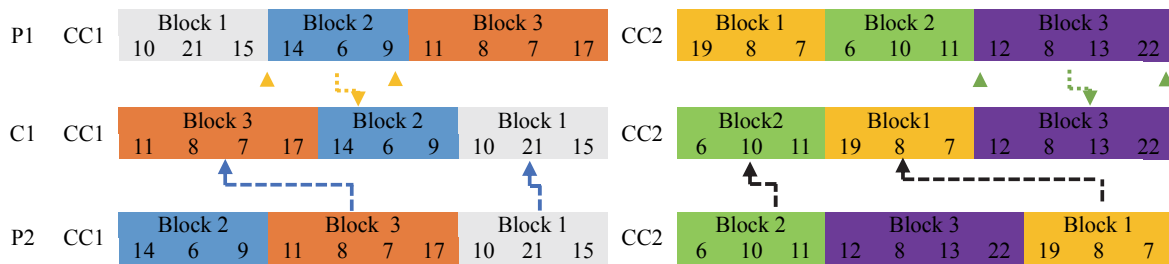 Block 1 Block 2 Block 3 Block 1 Block 2 Block 3
P1 CC1 10 21 15 14 6 9 11 8 7 17 CC2 19 8 7 6 10 11 12 8 13 22
Block 3 Block 2 Block 1 Block2 Block1 Block 3
C1 CC1 11 8 7 17 14 6 9 10 21 15 CC2 6 10 11 19 8 7 12 8 13 22
Block 2 Block 3 Block 1 Block 2 Block 3 Block 1
P2 CC1 14 6 9 11 8 7 17 10 21 15 CC2 6 10 11 12 8 13 22 19 8 7